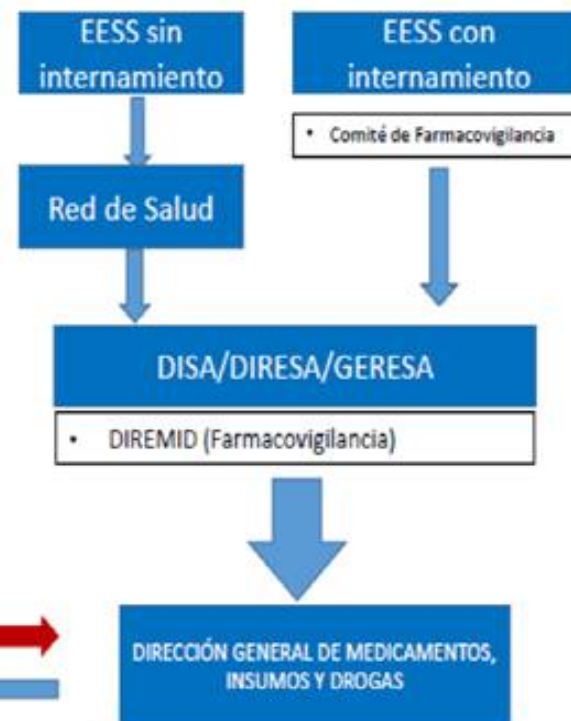 EESS sin
internamiento
EESS con
internamiento
• Comité de Farmacovigilancia
Red de Salud
DISA/DIRESA/GERESA
• DIREMID (Farmacovigilancia)
DIRECCIÓN GENERAL DE MEDICAMENTOS,
INSUMOS Y DROGAS